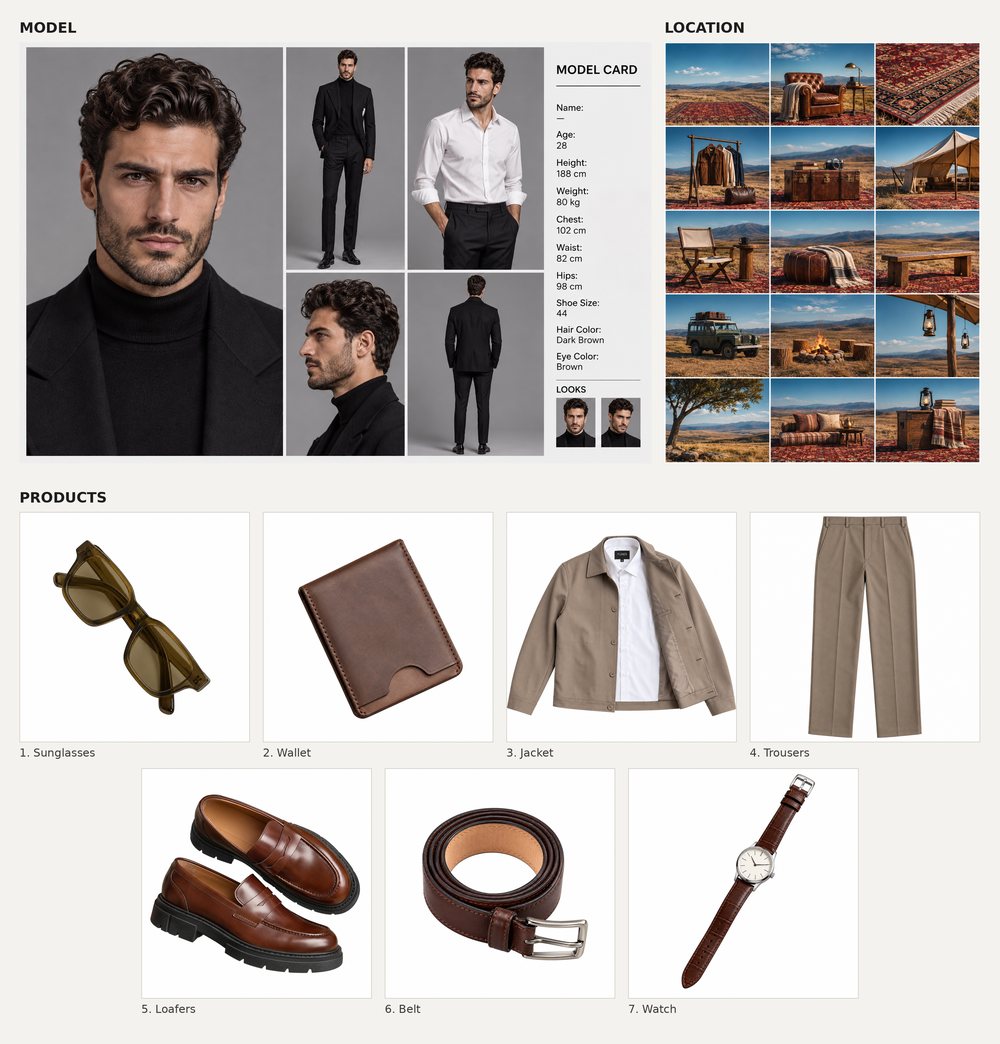 MODEL
LOCATION
MODEL CARD
Name:
—
Age:
28
Height:
188 cm
Weight:
80 kg
Chest:
102 cm
Waist:
82 cm
Hips:
98 cm
Shoe Size:
44
Hair Color:
Dark Brown
Eye Color:
Brown
LOOKS
PRODUCTS
1. Sunglasses
2. Wallet
3. Jacket
4. Trousers
5. Loafers
6. Belt
7. Watch